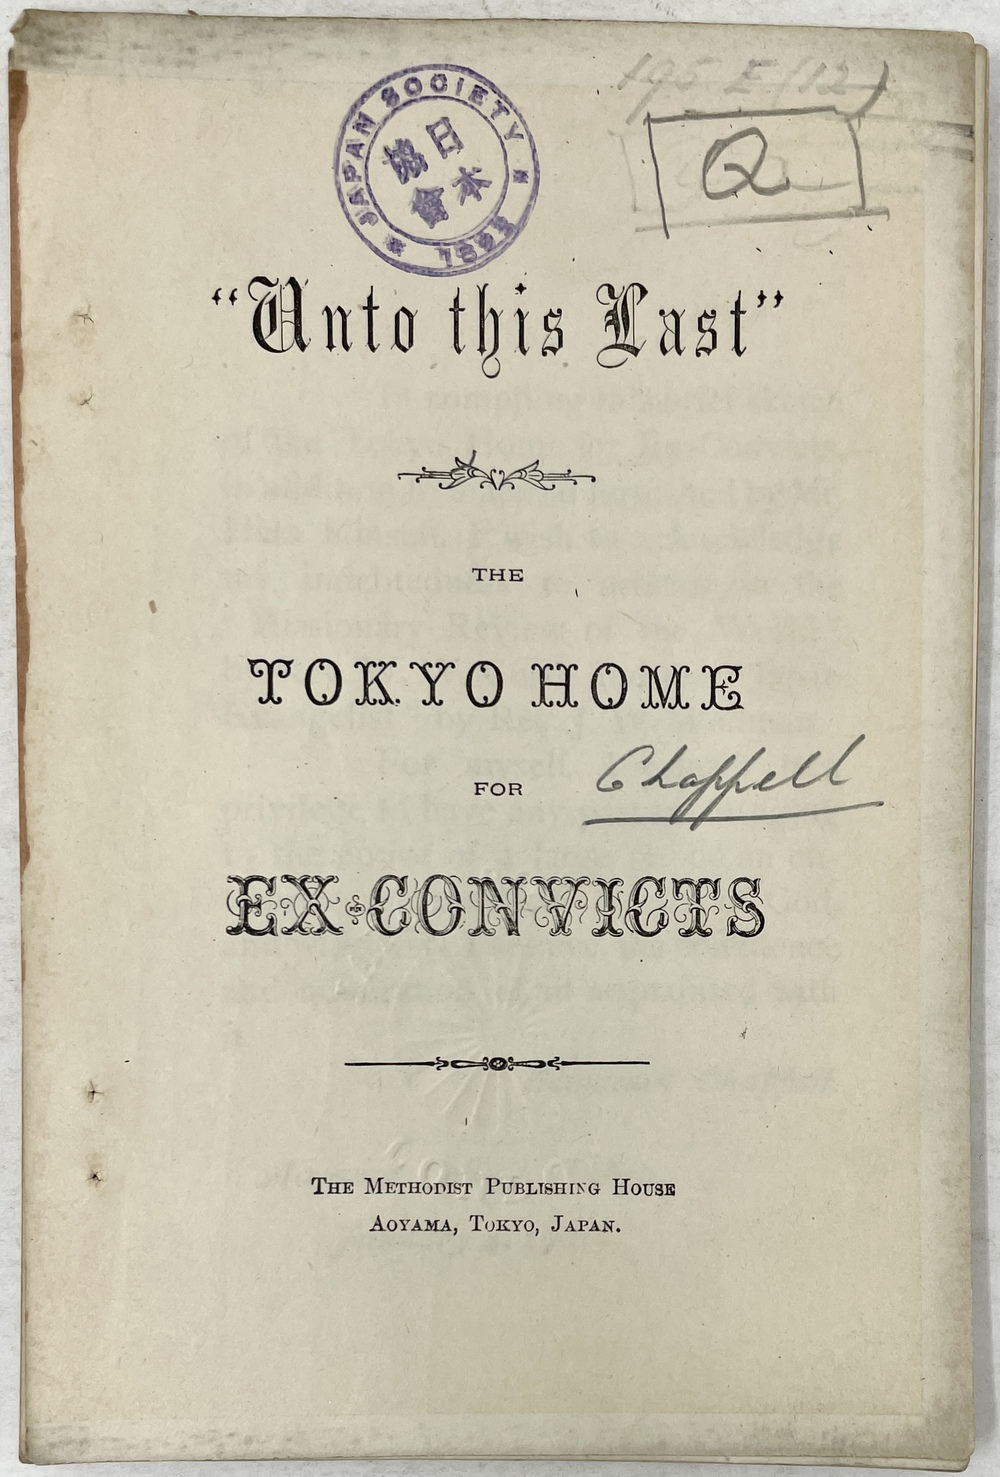 195 E (12)
Q
JAPAN SOCIETY
日本
協會
1892
"Unto this Last"
THE
TOKYO HOME
FOR
Chappell
EX-CONVICTS
THE METHODIST PUBLISHING HOUSE
AOYAMA, TOKYO, JAPAN.